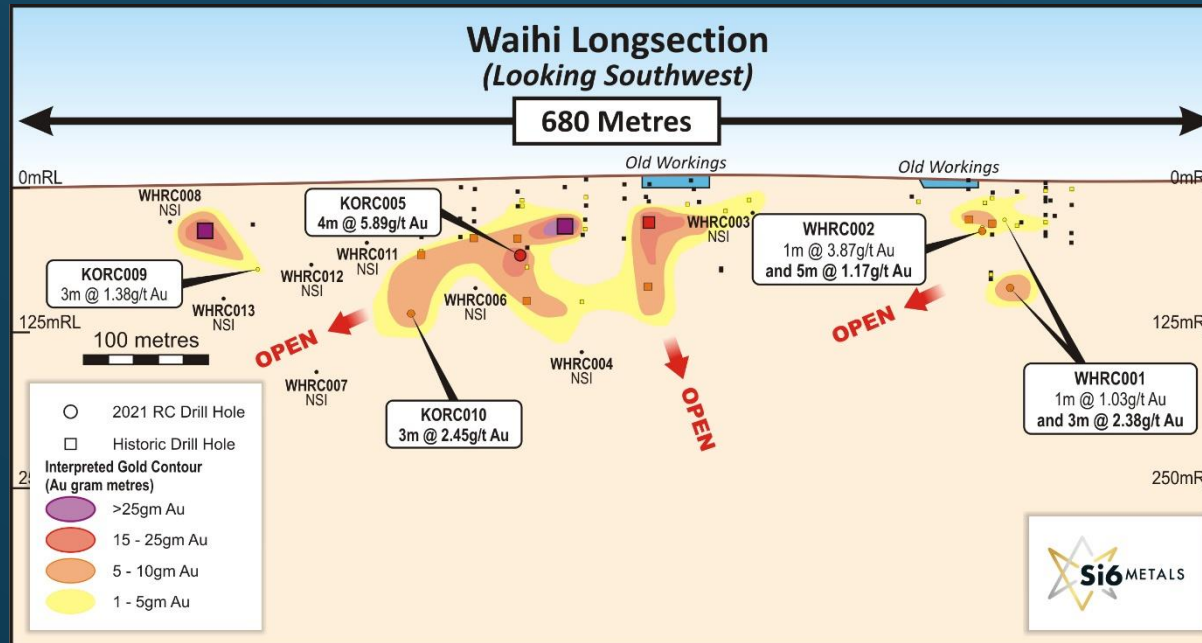 Waihi Longsection
(Looking Southwest)
680 Metres
Old Workings
Old Workings
0mRL
0mRL
WHRC008
NSI
KORC005
4m @ 5.89g/t Au
WHRC003
NSI
WHRC002
1m @ 3.87g/t Au
and 5m @ 1.17g/t Au
WHRC011
NSI
WHRC012
NSI
KORC009
3m @ 1.38g/t Au
WHRC013
NSI
WHRC006
NSI
125mRL
125mR
OPEN
OPEN
OPEN
100 metres
WHRC004
NSI
WHRC007
NSI
KORC010
3m @ 2.45g/t Au
WHRC001
1m @ 1.03g/t Au
and 3m @ 2.38g/t Au
2021 RC Drill Hole
Historic Drill Hole
Interpreted Gold Contour
(Au gram metres)
>25gm Au
15 - 25gm Au
5 - 10gm Au
1 - 5gm Au
250mR
Si6 METALS